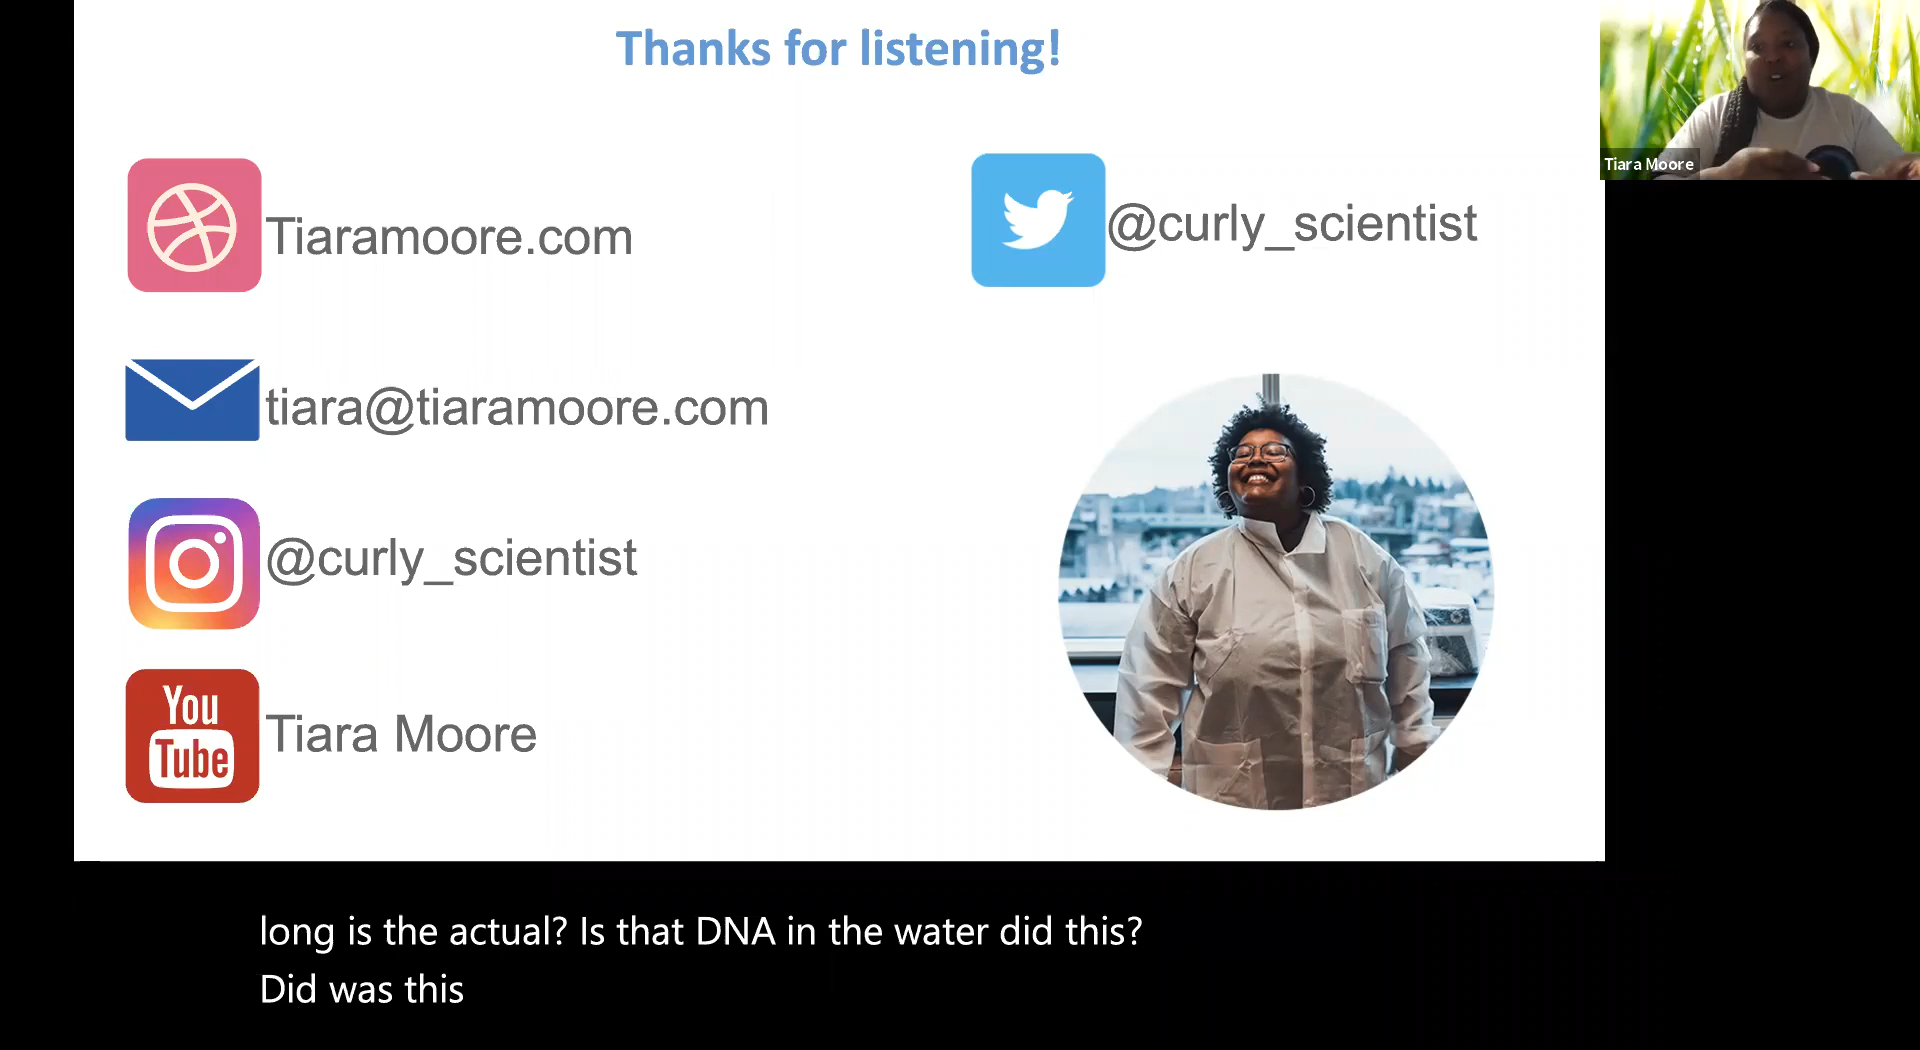 Thanks for listening!
Tiaramoore.com
@curly_scientist
tiara@tiaramoore.com
@curly_scientist
You
Tube
Tiara Moore
Tiara Moore
long is the actual? Is that DNA in the water did this?
Did was this